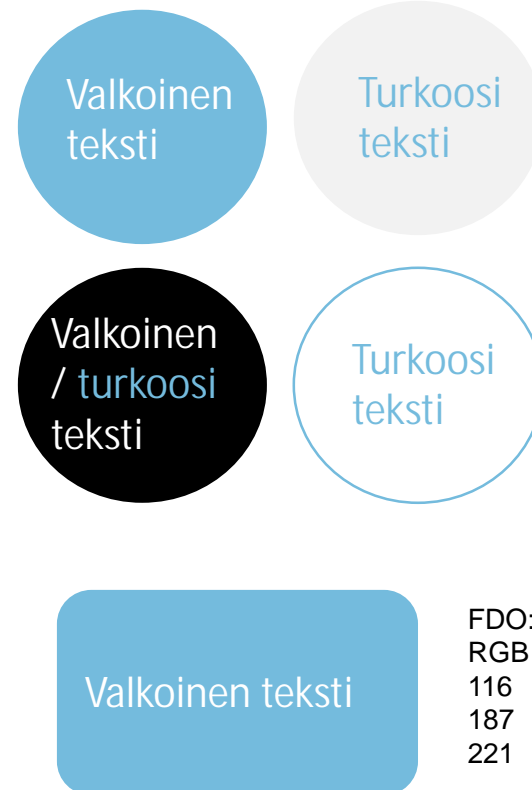 Valkoinen
teksti
Turkoosi
teksti
Valkoinen
/ turkoosi
teksti
Turkoosi
teksti
Valkoinen teksti
FDO:
RGB
116
187
221